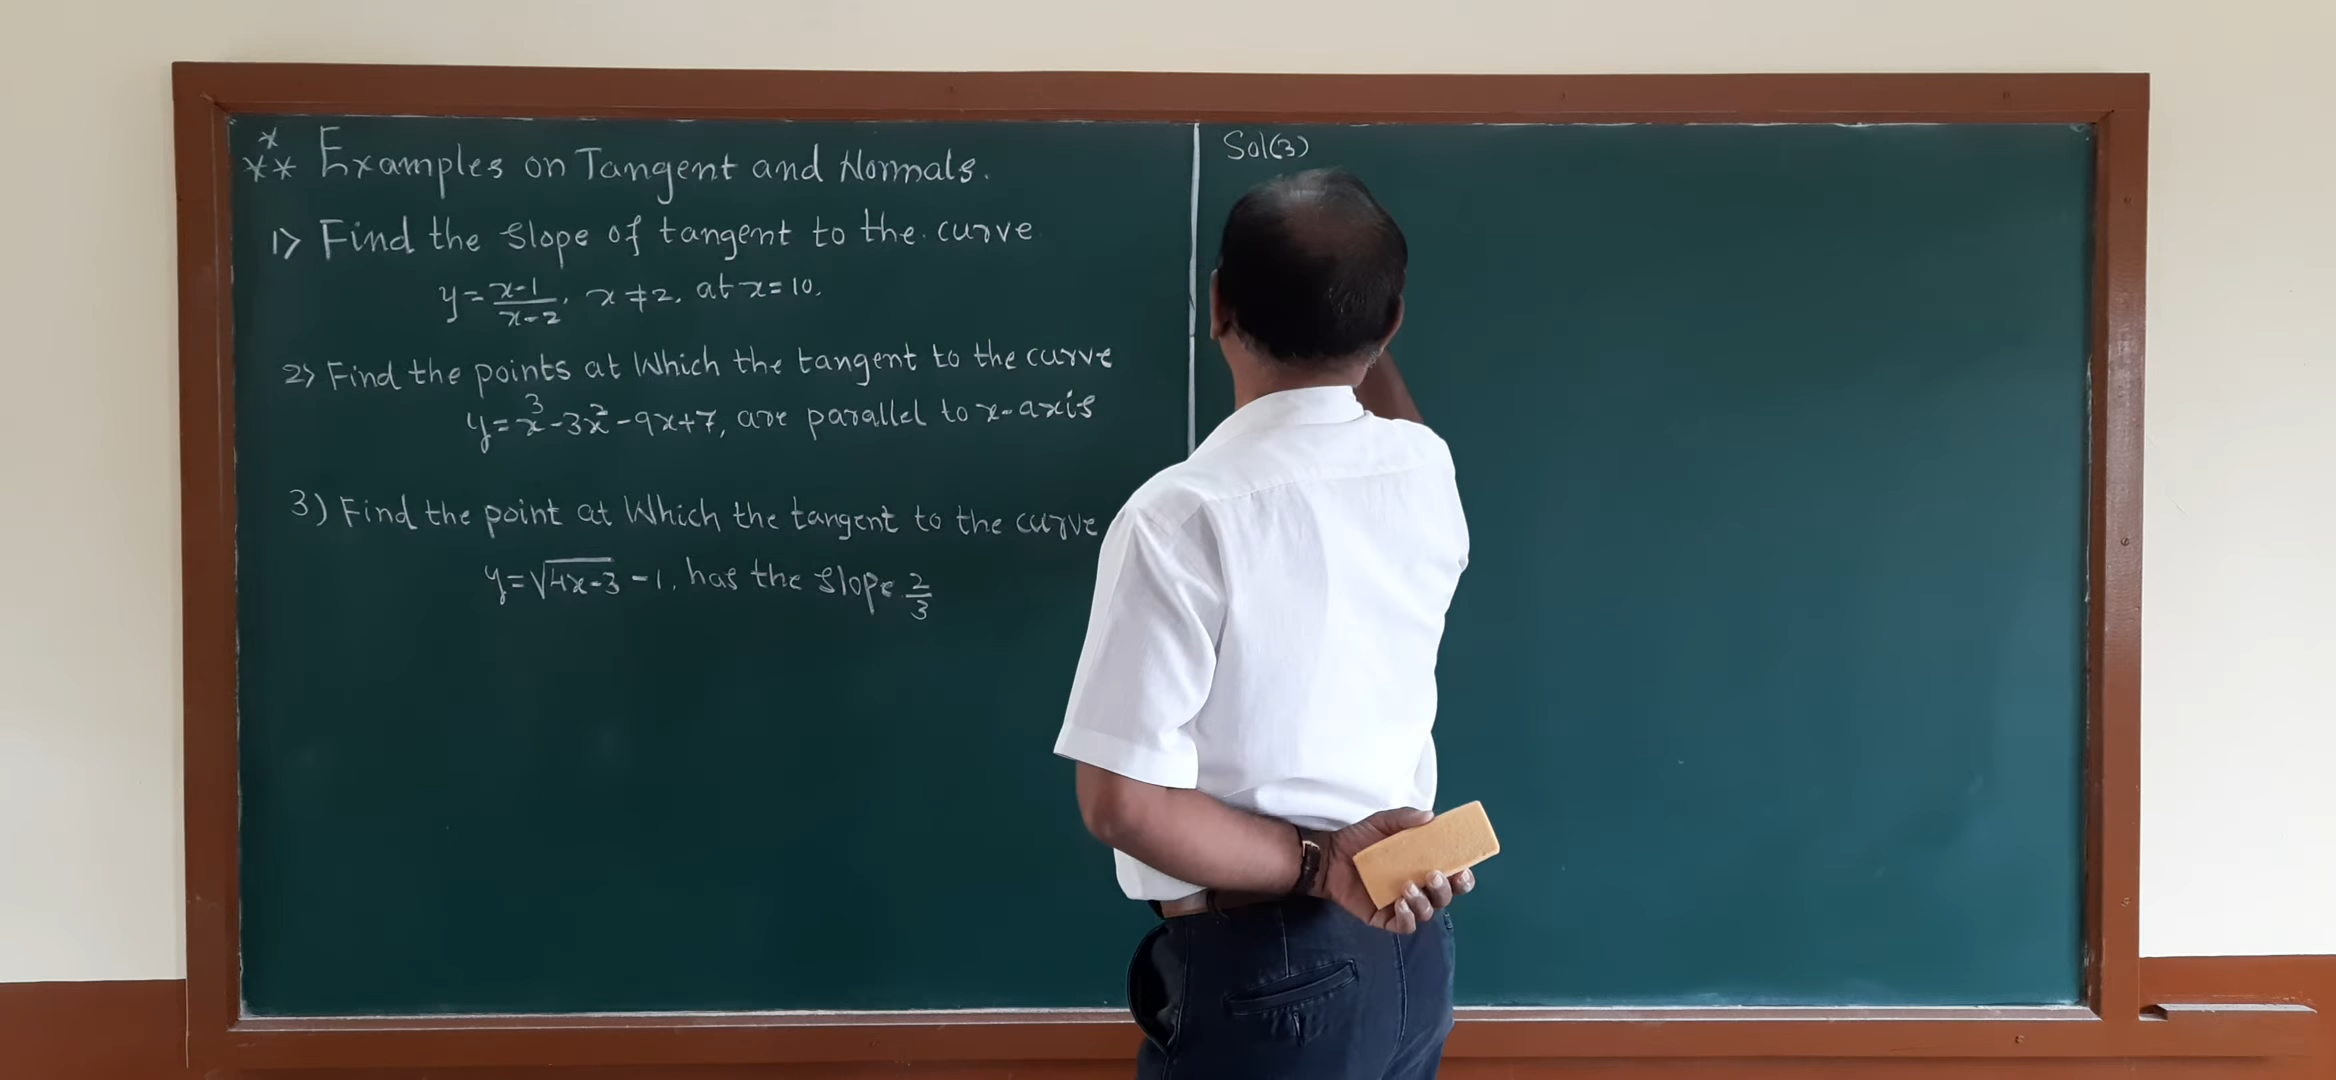 *** Examples on Tangent and Normals.
1) Find the slope of tangent to the curve
y = \frac{x-1}{x-2}, x ≠ 2, at x = 10.
2) Find the points at Which the tangent to the curve
y = x³ - 3x² - 9x + 7, are parallel to x-axis
3) Find the point at Which the tangent to the curve
y = √(4x-3) - 1, has the slope \frac{2}{3}
Sol(3)